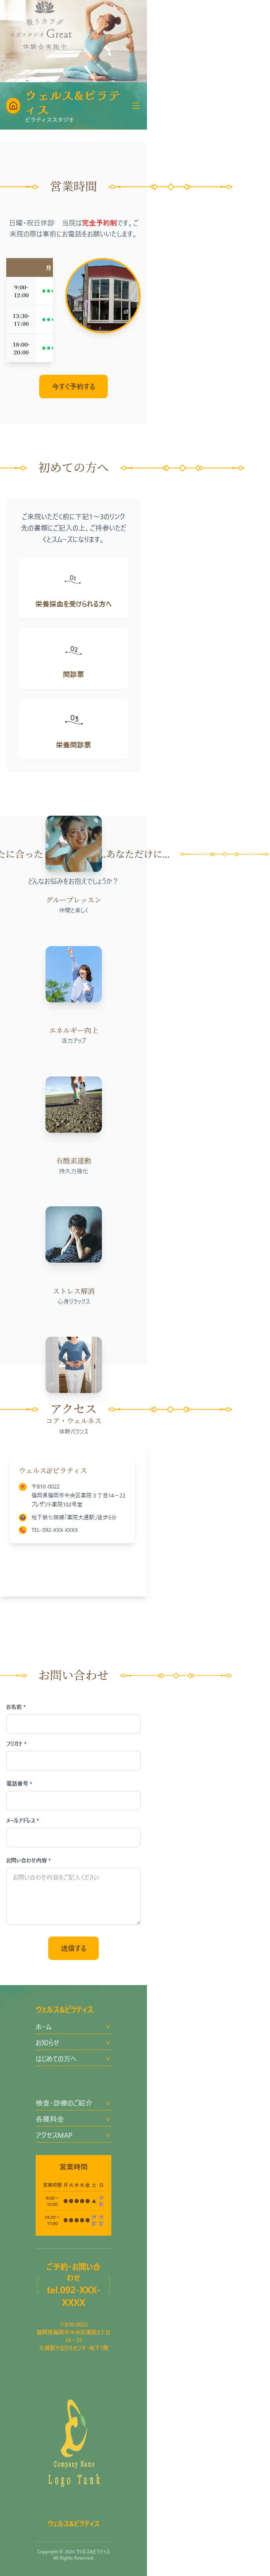 蘇りカラダ
ヨガスタジオ Great
体験会実施中
ウェルス&ピラティス
ピラティススタジオ
営業時間
日曜・祝日休診　当院は完全予約制です。ご来院の際は事前にお電話をお願いいたします。
月
9:00-12:00
●
13:30-17:00
●
18:00-20:00
●
今すぐ予約する
初めての方へ
ご来院いただく前に下記1〜3のリンク先の書類にご記入の上、ご持参いただくとスムーズになります。
01
栄養採血を受けられる方へ
02
問診票
03
栄養問診票
たに合った
...あなただけに...
どんなお悩みをお抱えでしょうか？
グループレッスン
仲間と楽しく
エネルギー向上
活力アップ
有酸素運動
持久力強化
ストレス解消
心身リラックス
アクセス
コア・ウェルネス
体幹バランス
ウェルス&ピラティス
〒810-0022
福岡県福岡市中央区薬院３丁目14－22
プレザント薬院102号室
地下鉄七隈線「薬院大通駅」徒歩5分
TEL: 092-XXX-XXXX
お問い合わせ
お名前 *
フリガナ *
電話番号 *
メールアドレス *
お問い合わせ内容 *
お問い合わせ内容をご記入ください
送信する
ウェルス&ピラティス
ホーム
お知らせ
はじめての方へ
検査・診療のご紹介
各種料金
アクセスMAP
営業時間
営業時間 月 火 水 木 金 土 日
9:00〜13:00 ● ● ● ● ● ▲
14:30〜17:00 ● ● ● ● ●
ご予約・お問い合わせ
tel.092-XXX-XXXX
〒810-0022
福岡県福岡市中央区薬院3丁目14－22
Company Name
Logo Tank
ウェルス&ピラティス
Copyright © 2024 ウェルス&ピラティス
All Rights Reserved.